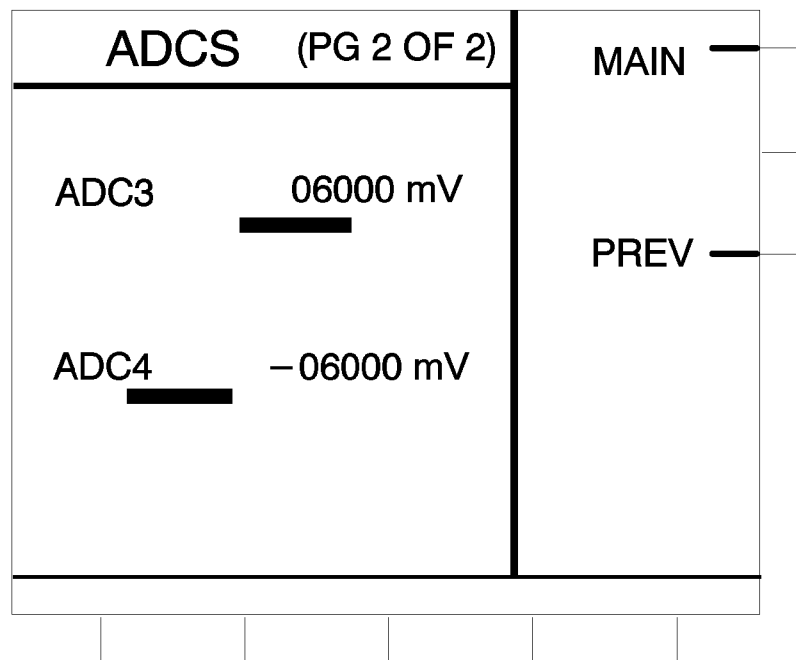 ADCS (PG 2 OF 2)
MAIN
ADC3 06000 mV
PREV
ADC4 −06000 mV